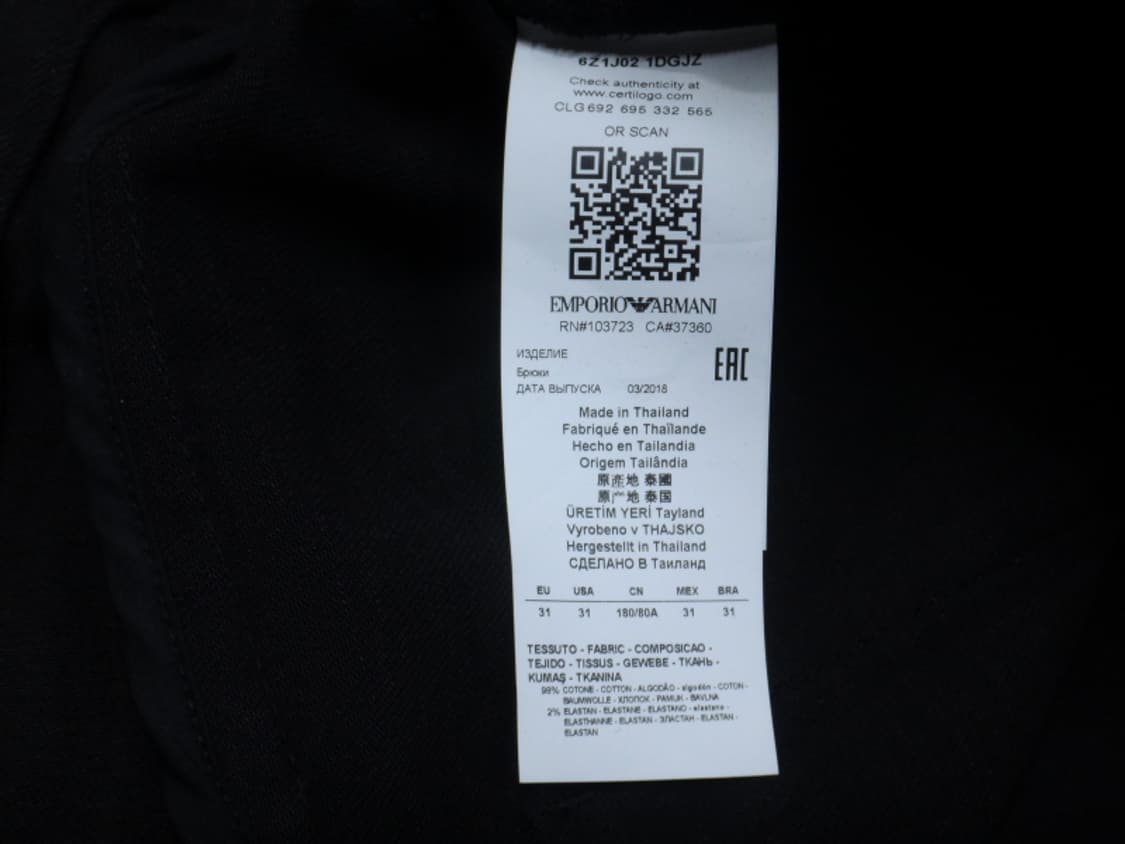 6Z1J02 1DGJZ
Check authenticity at
www.certilogo.com
CLG 692 695 332 565
OR SCAN
EMPORIO ARMANI
RN#103723 CA#37360
ИЗДЕЛИЕ
EAC
Брюки
ДАТА ВЫПУСКА 03/2018
Made in Thailand
Fabriqué en Thaïlande
Hecho en Tailandia
Origem Tailândia
原產地 泰國
原产地 泰国
ÜRETİM YERİ Tayland
Vyrobeno v THAJSKO
Hergestellt in Thailand
СДЕЛАНО В Таиланд
EU USA CN MEX BRA
31 31 180/80A 31 31
TESSUTO - FABRIC - COMPOSICAO -
TEJIDO - TISSUS - GEWEBE - ТКАНЬ -
KUMAŞ - TKANINA
98% COTONE - COTTON - ALGODÃO - algodón - COTON -
BAUMWOLLE - ХЛОПОК - PAMUK - BAVLNA
2% ELASTAN - ELASTANE - ELASTANO - elastano -
ELASTHANNE - ELASTAN - ЭЛАСТАН - ELASTAN -
ELASTAN